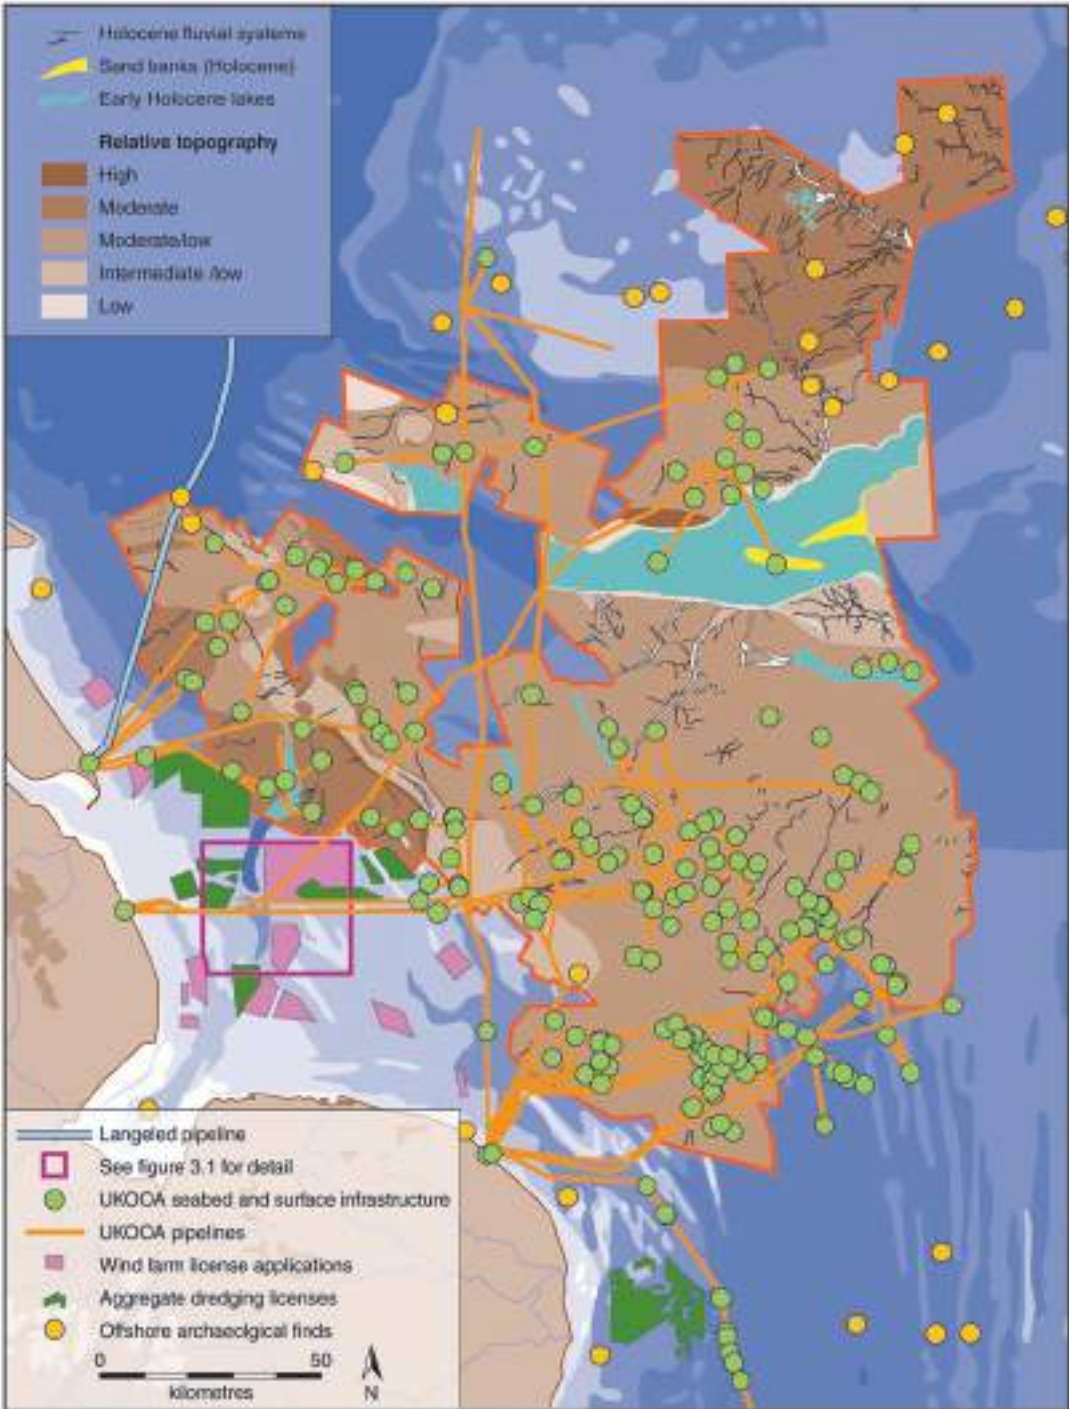 Holocene fluvial systems
Sand banks (Holocene)
Early Holocene lakes
Relative topography
High
Moderate
Moderate/low
Intermediate /low
Low
Langeled pipeline
See figure 3.1 for detail
UKOOA seabed and surface infrastructure
UKOOA pipelines
Wind farm license applications
Aggregate dredging licenses
Offshore archaeolgical finds
0 50
kilometres
N